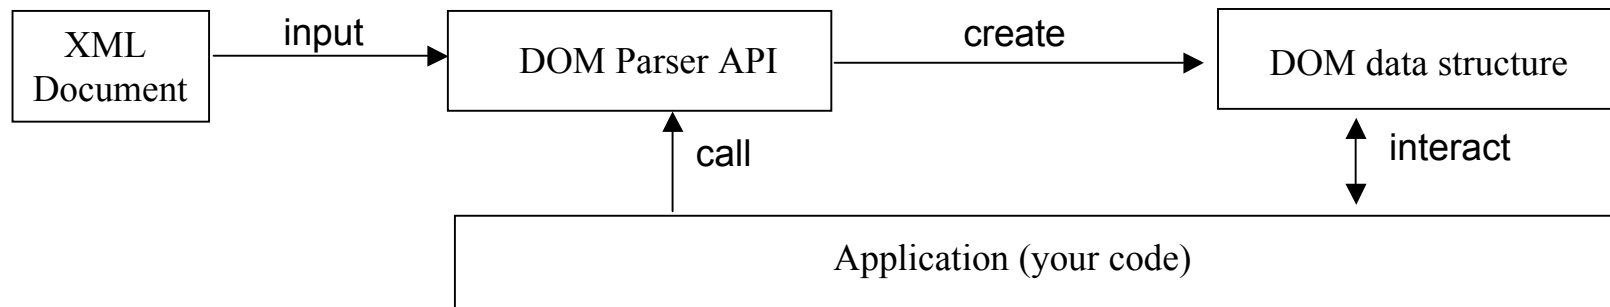 XML
Document
input
DOM Parser API
create
DOM data structure
call
interact
Application (your code)